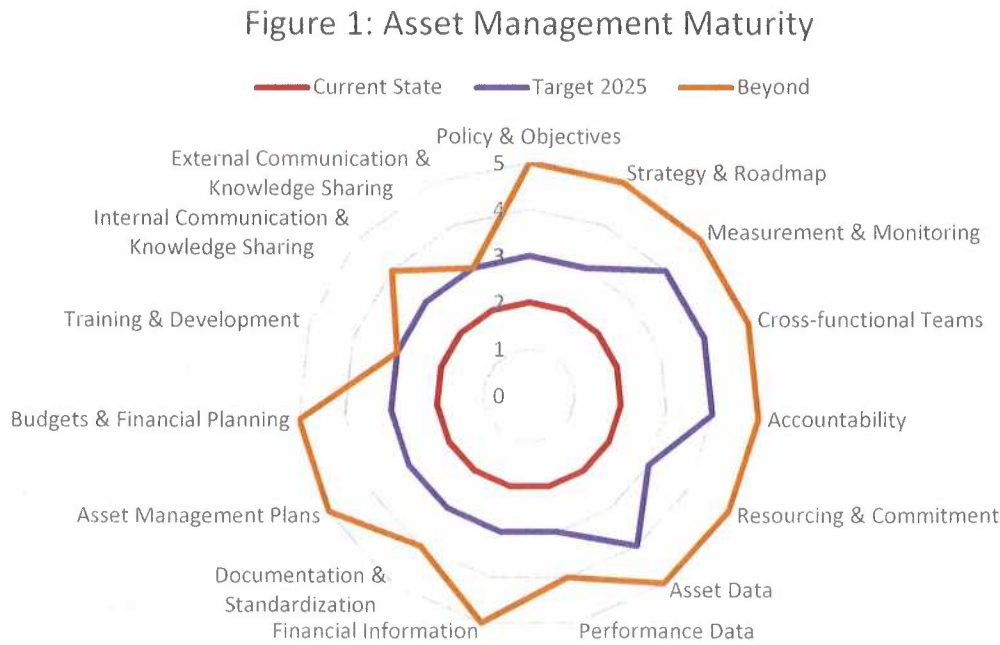 Figure 1: Asset Management Maturity
Current State
Target 2025
Beyond
Policy & Objectives
Strategy & Roadmap
Measurement & Monitoring
Cross-functional Teams
Accountability
Resourcing & Commitment
Asset Data
Performance Data
Financial Information
Documentation &
Standardization
Asset Management Plans
Budgets & Financial Planning
Training & Development
Internal Communication &
Knowledge Sharing
External Communication &
Knowledge Sharing
5
4
3
2
1
0